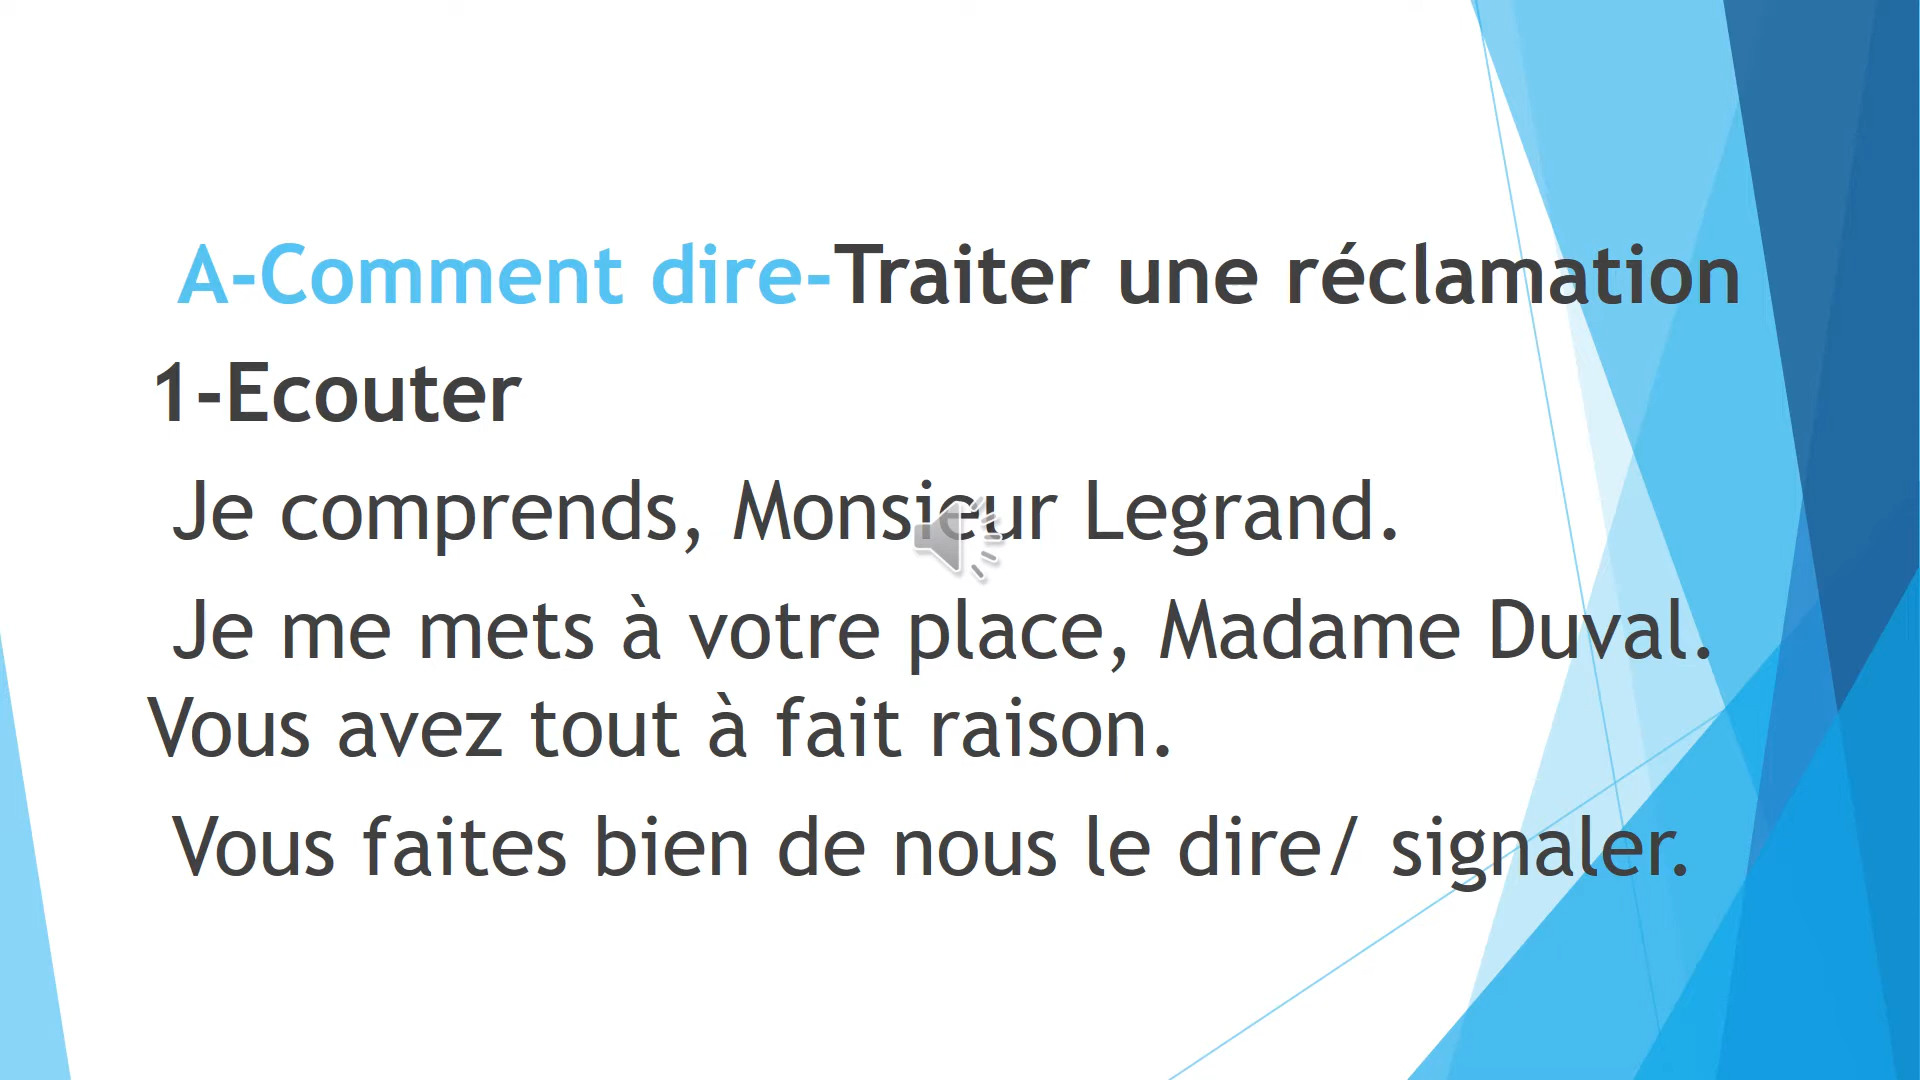 A-Comment dire-Traiter une réclamation
1-Ecouter
Je comprends, Monsieur Legrand.
Je me mets à votre place, Madame Duval.
Vous avez tout à fait raison.
Vous faites bien de nous le dire/ signaler.